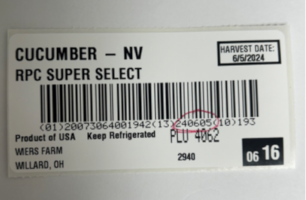 CUCUMBER – NV
HARVEST DATE:
6/5/2024
RPC SUPER SELECT
(01)20073064001942(13)240605(10)193
Product of USA Keep Refrigerated PLU 4062
WIERS FARM
WILLARD, OH
2940
06 16